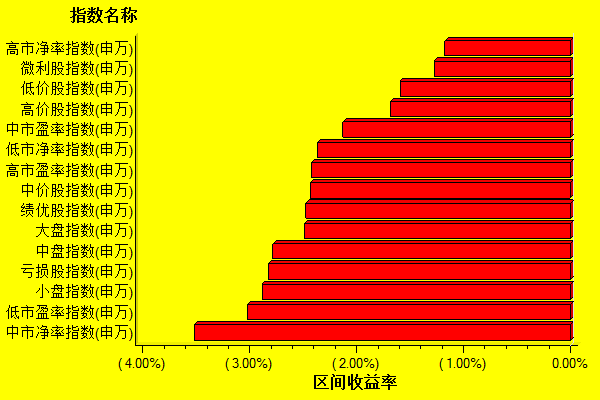 指数名称
高市净率指数(申万)
微利股指数(申万)
低价股指数(申万)
高价股指数(申万)
中市盈率指数(申万)
低市净率指数(申万)
高市盈率指数(申万)
中价股指数(申万)
绩优股指数(申万)
大盘指数(申万)
中盘指数(申万)
亏损股指数(申万)
小盘指数(申万)
低市盈率指数(申万)
中市净率指数(申万)
(4.00%) (3.00%) (2.00%) (1.00%) 0.00%
区间收益率